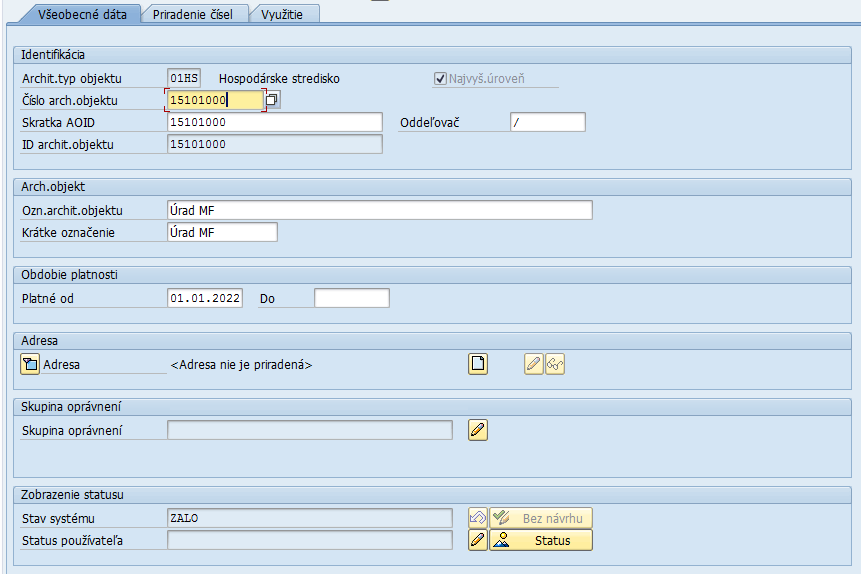 Všeobecné dáta Priradenie čísel Využitie
Identifikácia
Archit.typ objektu 01HS Hospodárske stredisko Najvyš.úroveň
Číslo arch.objektu 15101000
Skratka AOID 15101000 Oddeľovač /
ID archit.objektu 15101000
Arch.objekt
Ozn.archit.objektu Úrad MF
Krátke označenie Úrad MF
Obdobie platnosti
Platné od 01.01.2022 Do
Adresa
Adresa <Adresa nie je priradená>
Skupina oprávnení
Skupina oprávnení
Zobrazenie statusu
Stav systému ZALO Bez návrhu
Status používateľa Status